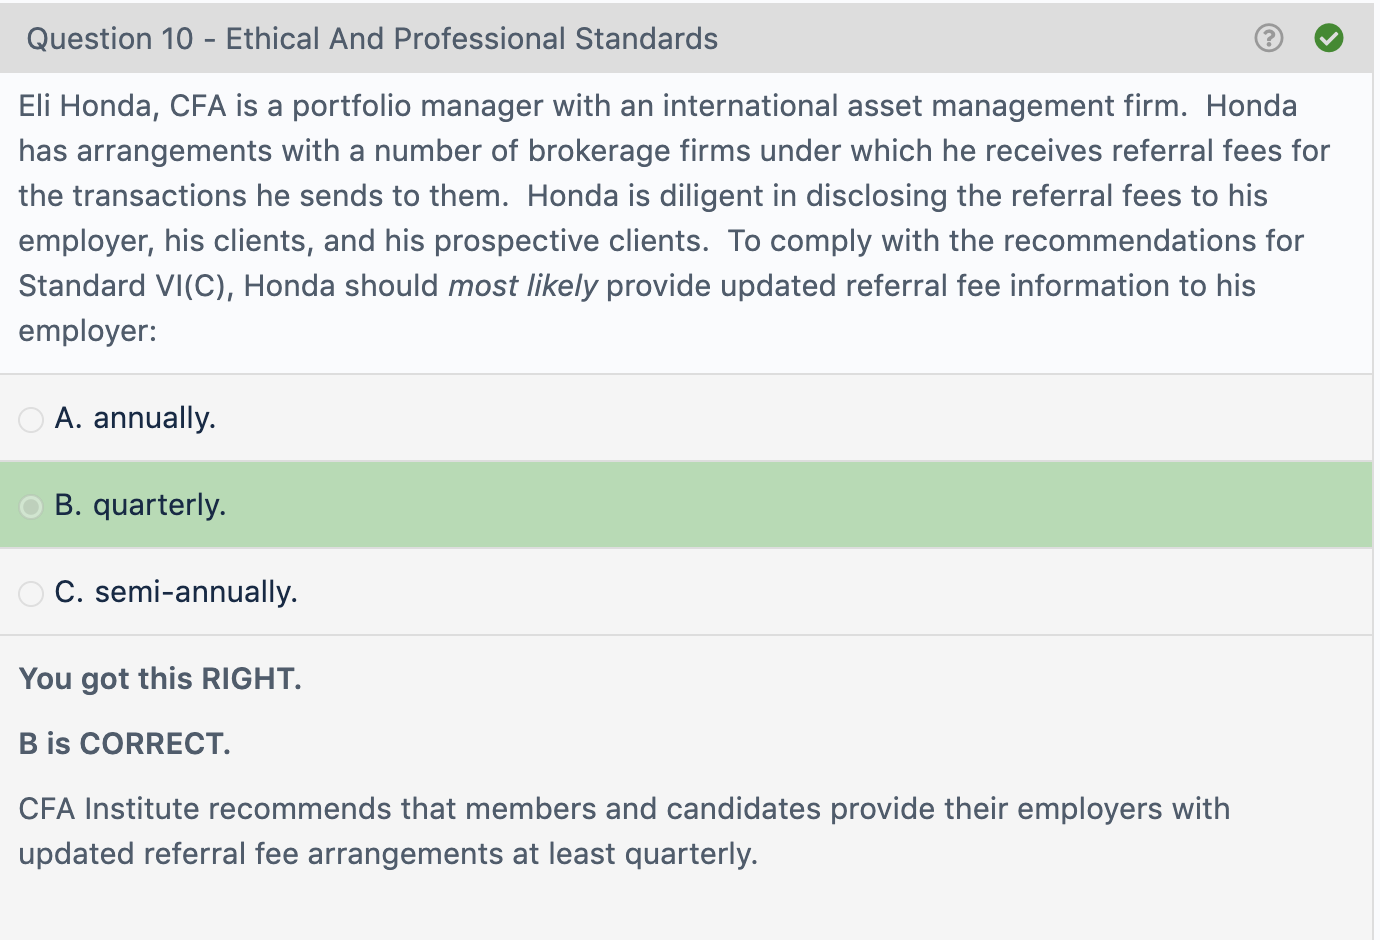 Question 10 - Ethical And Professional Standards
Eli Honda, CFA is a portfolio manager with an international asset management firm.  Honda
has arrangements with a number of brokerage firms under which he receives referral fees for
the transactions he sends to them.  Honda is diligent in disclosing the referral fees to his
employer, his clients, and his prospective clients.  To comply with the recommendations for
Standard VI(C), Honda should most likely provide updated referral fee information to his
employer:
A. annually.
B. quarterly.
C. semi-annually.
You got this RIGHT.
B is CORRECT.
CFA Institute recommends that members and candidates provide their employers with
updated referral fee arrangements at least quarterly.